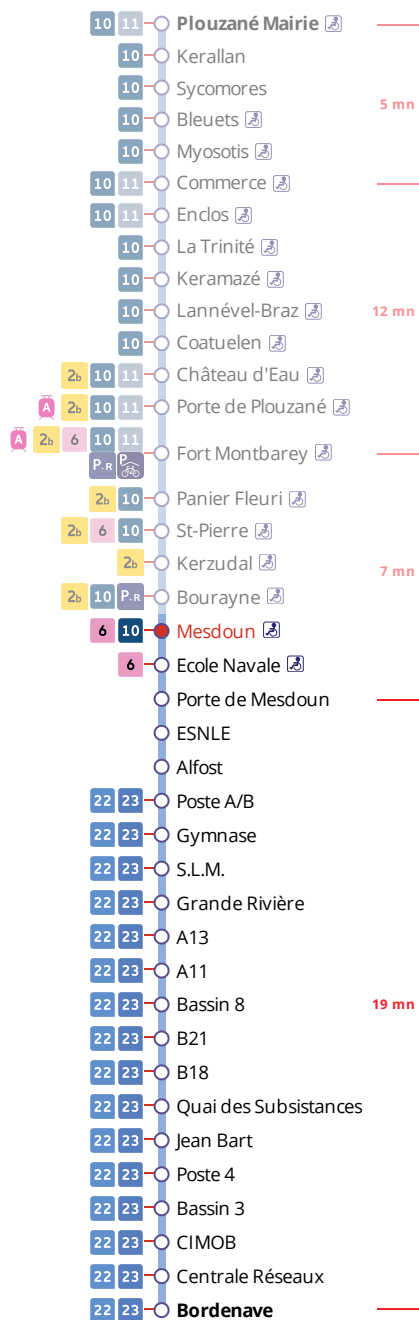 10 11 Plouzané Mairie
10 Kerallan
10 Sycomores
5 mn
10 Bleuets
10 Myosotis
10 11 Commerce
10 11 Enclos
10 La Trinité
10 Keramazé
10 Lannével-Braz
12 mn
10 Coatuelen
2b 10 11 Château d'Eau
A 2b 10 11 Porte de Plouzané
A 2b 6 10 11
P+R P Fort Montbarey
2b 10 Panier Fleuri
2b 6 10 St-Pierre
2b Kerzudal
7 mn
2b 10 P+R Bourayne
6 10 Mesdoun
6 Ecole Navale
Porte de Mesdoun
ESNLE
Alfost
22 23 Poste A/B
22 23 Gymnase
22 23 S.L.M.
22 23 Grande Rivière
22 23 A13
22 23 A11
22 23 Bassin 8
19 mn
22 23 B21
22 23 B18
22 23 Quai des Subsistances
22 23 Jean Bart
22 23 Poste 4
22 23 Bassin 3
22 23 CIMOB
22 23 Centrale Réseaux
22 23 Bordenave